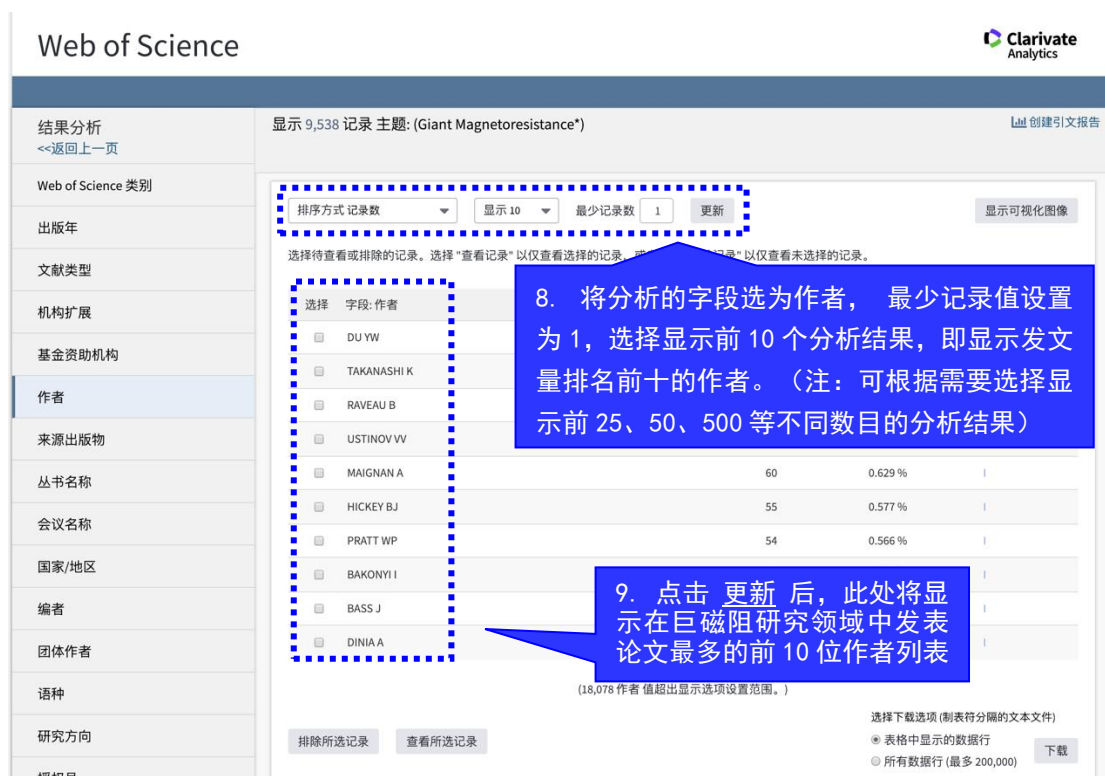 Web of Science
Clarivate
Analytics
结果分析
<<返回上一页
显示 9,538 记录 主题: (Giant Magnetoresistance*)
创建引文报告
Web of Science 类别
出版年
文献类型
机构扩展
基金资助机构
作者
来源出版物
丛书名称
会议名称
国家/地区
编者
团体作者
语种
研究方向
排序方式 记录数 显示 10 最少记录数 1 更新
显示可视化图像
选择待查看或排除的记录。选择 "查看记录" 以仅查看选择的记录，
记录" 以仅查看未选择的记录。
选择 字段: 作者
DU YW
TAKANASHI K
RAVEAU B
USTINOV VV
MAIGNAN A 60 0.629 %
HICKEY BJ 55 0.577 %
PRATT WP 54 0.566 %
BAKONYI I
BASS J
DINIA A
8. 将分析的字段选为作者， 最少记录值设置
为 1，选择显示前 10 个分析结果，即显示发文
量排名前十的作者。（注：可根据需要选择显
示前 25、50、500 等不同数目的分析结果）
9. 点击 更新 后，此处将显
示在巨磁阻研究领域中发表
论文最多的前 10 位作者列表
(18,078 作者 值超出显示选项设置范围。)
排除所选记录 查看所选记录
选择下载选项 (制表符分隔的文本文件)
表格中显示的数据行
所有数据行 (最多 200,000)
下载